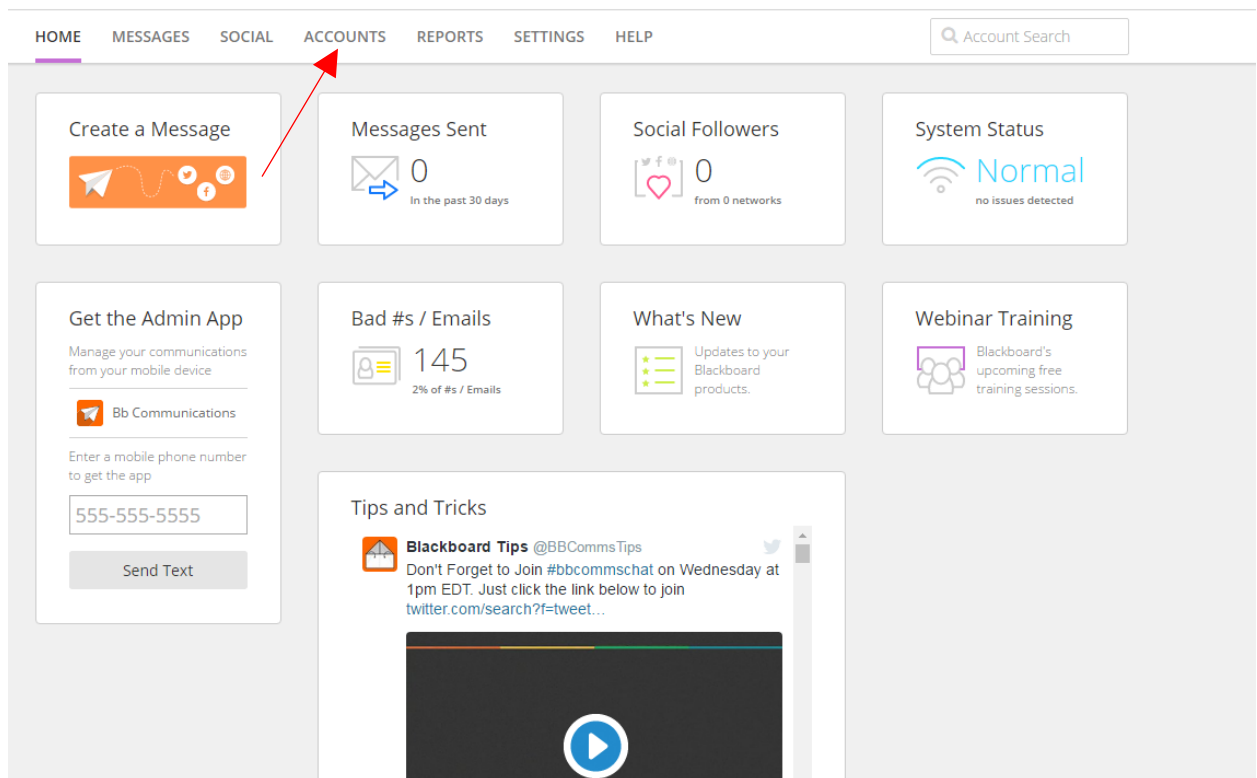 HOME MESSAGES SOCIAL ACCOUNTS REPORTS SETTINGS HELP
Account Search
Create a Message
Messages Sent
0
In the past 30 days
Social Followers
0
from 0 networks
System Status
Normal
no issues detected
Get the Admin App
Manage your communications
from your mobile device
Bb Communications
Enter a mobile phone number
to get the app
555-555-5555
Send Text
Bad #s / Emails
145
2% of #s / Emails
What's New
Updates to your
Blackboard
products.
Webinar Training
Blackboard's
upcoming free
training sessions.
Tips and Tricks
Blackboard Tips @BBCommsTips
Don't Forget to Join #bbcommschat on Wednesday at
1pm EDT. Just click the link below to join
twitter.com/search?f=tweet…